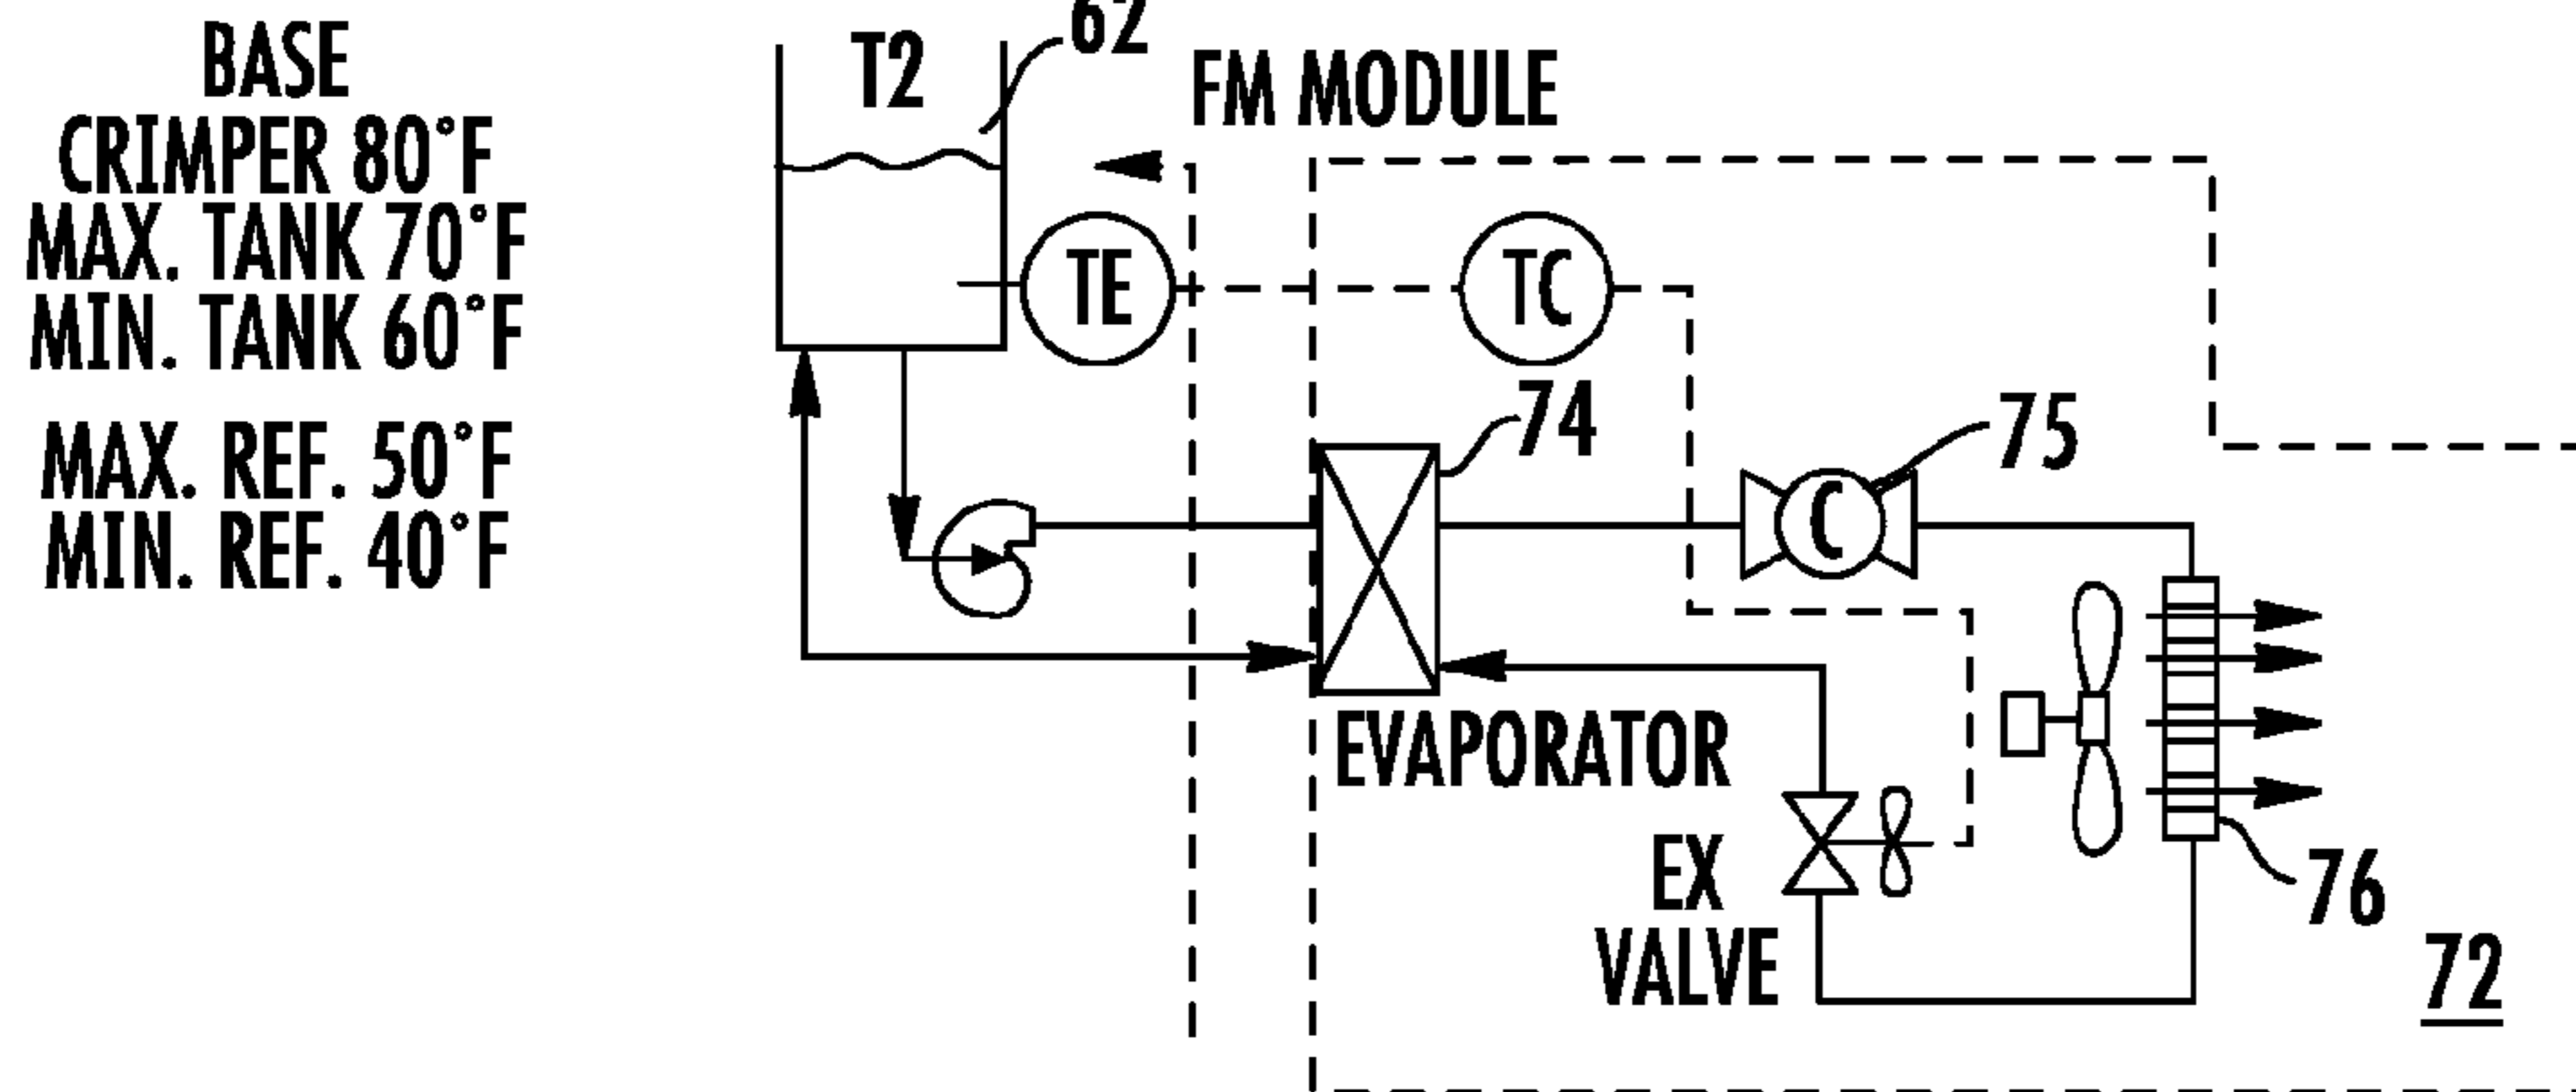 BASE
CRIMPER 80°F
MAX. TANK 70°F
MIN. TANK 60°F
MAX. REF. 50°F
MIN. REF. 40°F
T2
62
FM MODULE
TE
TC
74
75
C
EVAPORATOR
EX
VALVE
76
72